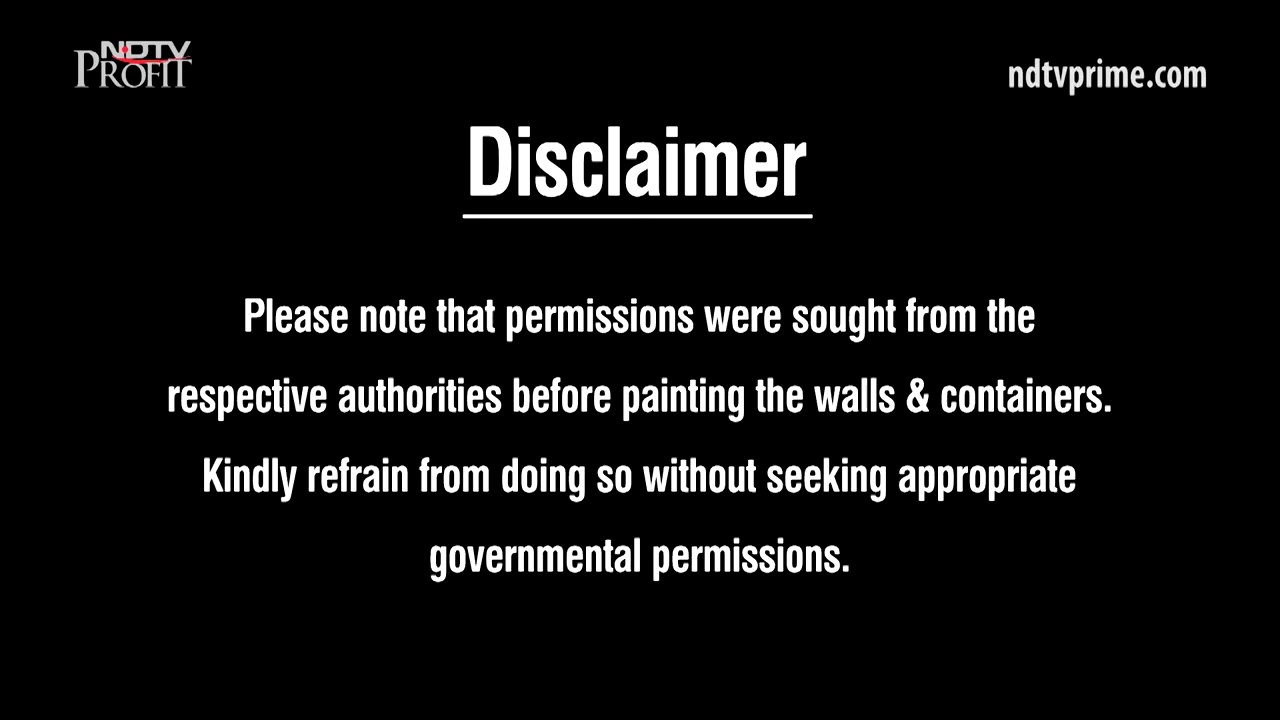 NDTV
PROFIT
ndtvprime.com
Disclaimer
Please note that permissions were sought from the
respective authorities before painting the walls & containers.
Kindly refrain from doing so without seeking appropriate
governmental permissions.